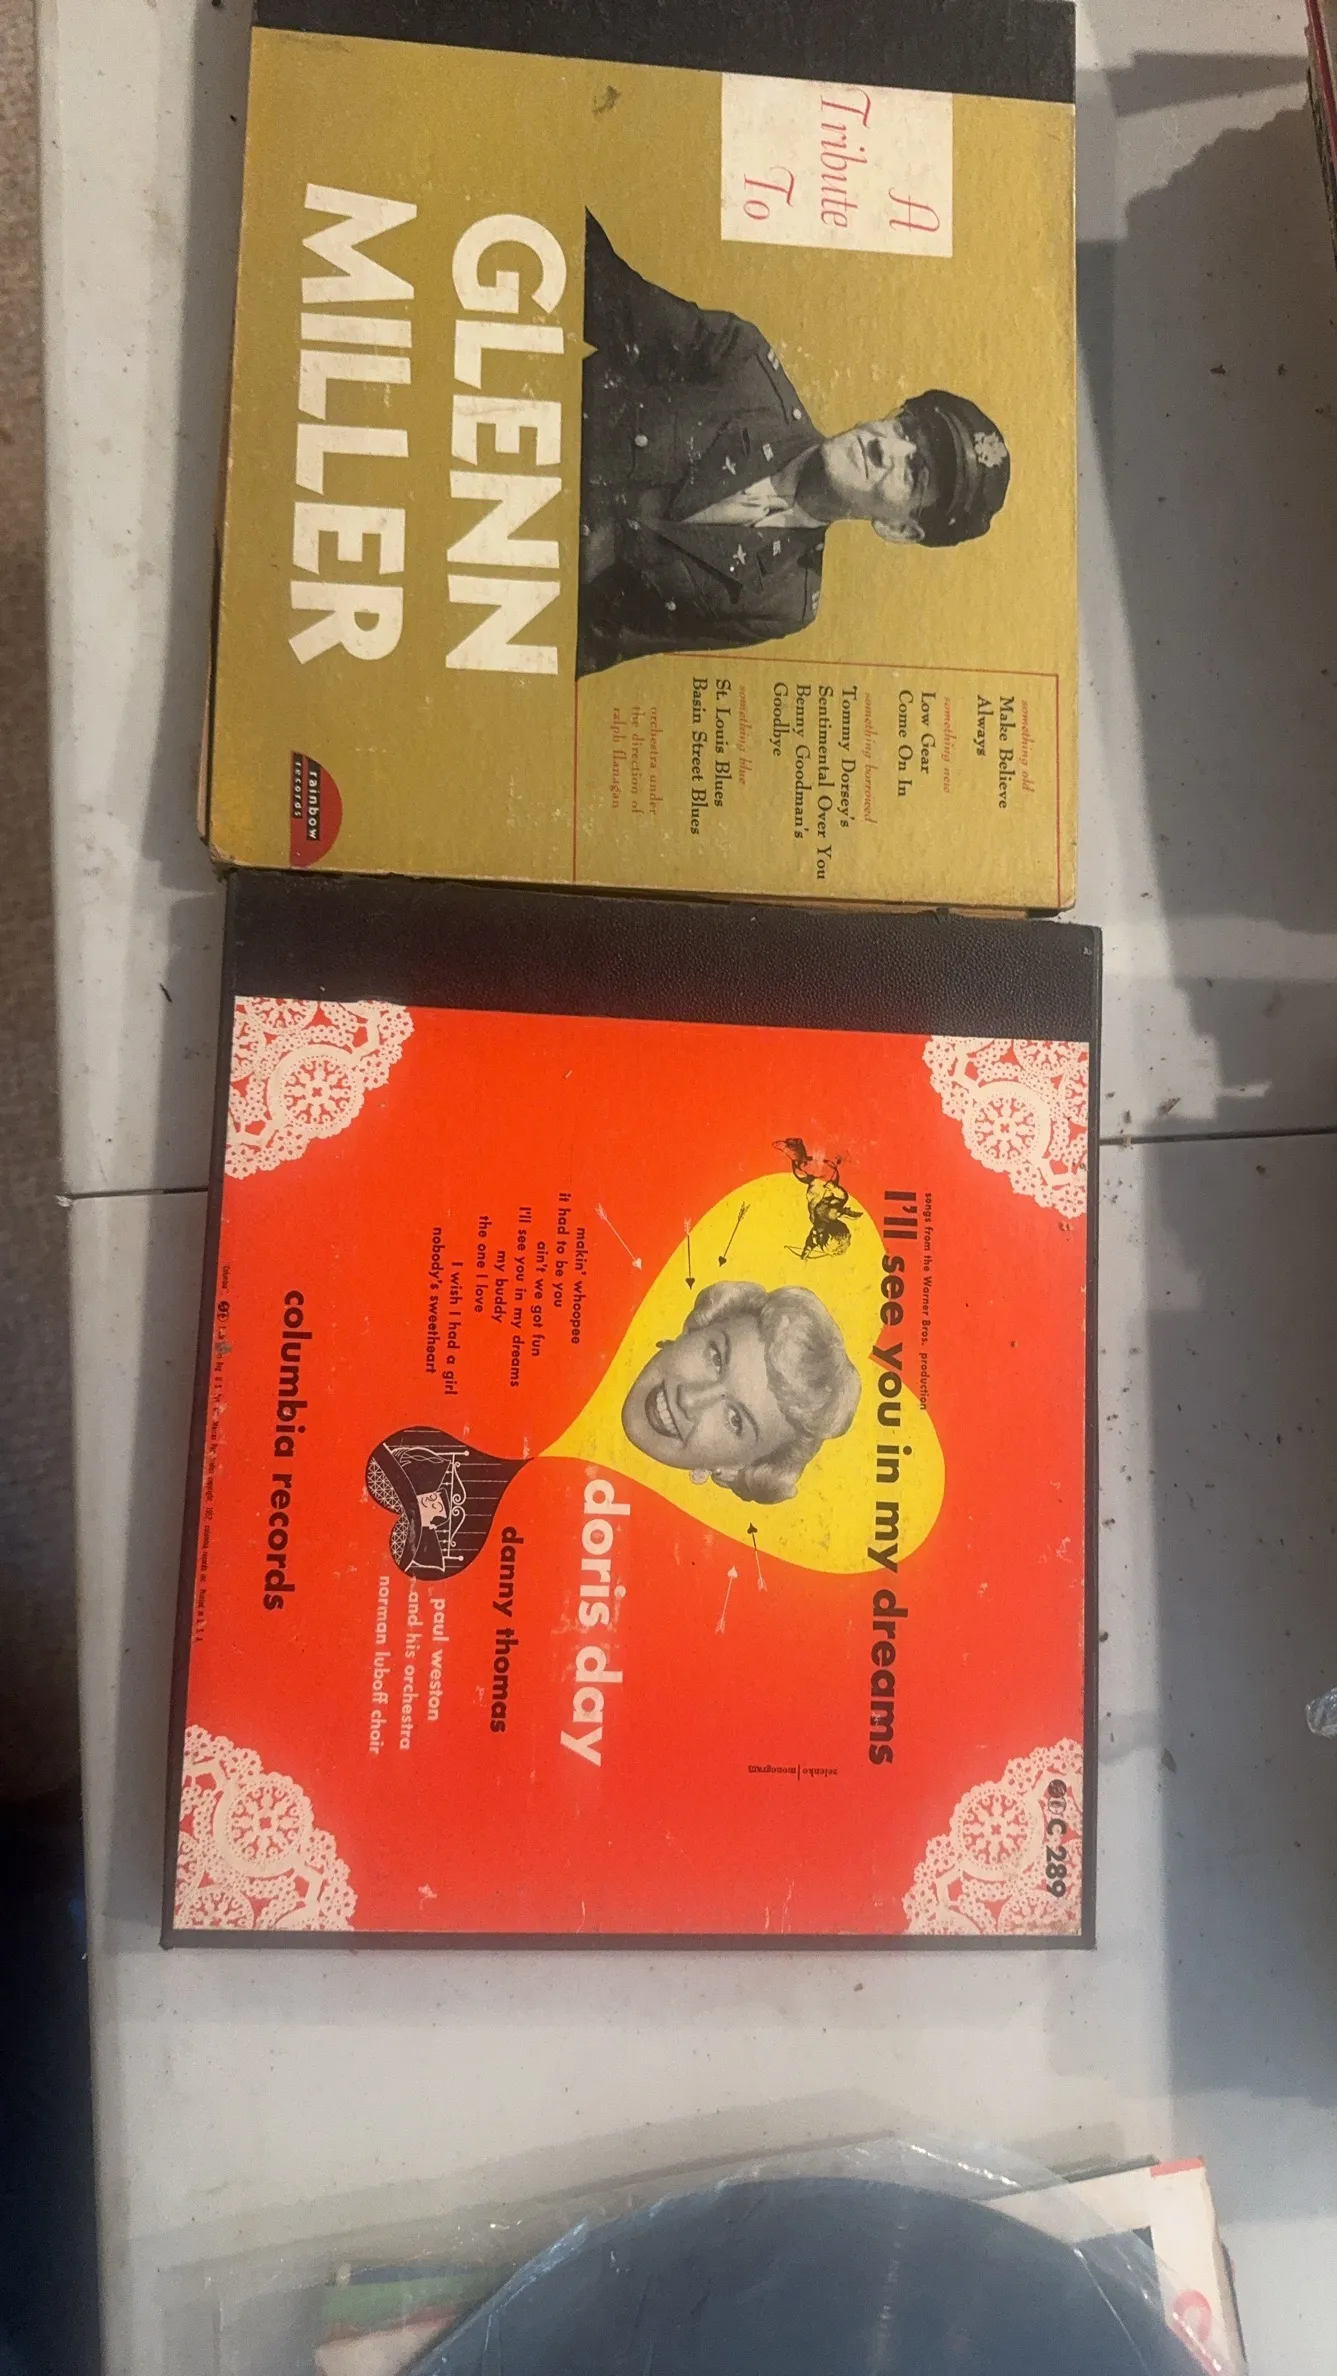 A
Tribute
To
GLENN
MILLER
something old
Make Believe
Always
something new
Low Gear
Come On In
something borrowed
Tommy Dorsey's
Sentimental Over You
Benny Goodman's
Goodbye
something blue
St. Louis Blues
Basin Street Blues
orchestra under
the direction of
ralph flanagan
rainbow
records
C 289
songs from the Warner Bros. production
I'll see you in my dreams
zelenko | monogram
doris day
danny thomas
paul weston
and his orchestra
norman luboff choir
makin' whoopee
it had to be you
ain't we got fun
I'll see you in my dreams
my buddy
the one I love
I wish I had a girl
nobody's sweetheart
columbia records